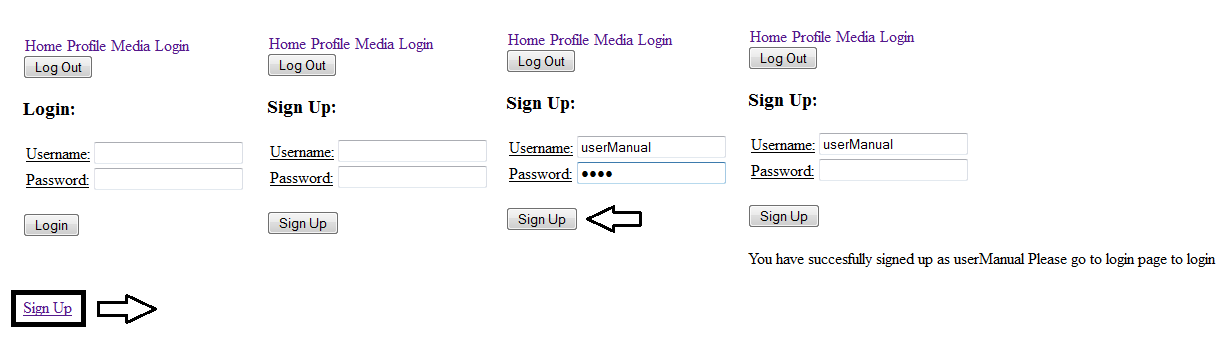 Home Profile Media Login
Log Out
Login:
Username:
Password:
Login
Sign Up
Home Profile Media Login
Log Out
Sign Up:
Username:
Password:
Sign Up
Home Profile Media Login
Log Out
Sign Up:
Username: userManual
Password: ●●●●
Sign Up
Home Profile Media Login
Log Out
Sign Up:
Username: userManual
Password:
Sign Up
You have succesfully signed up as userManual Please go to login page to login